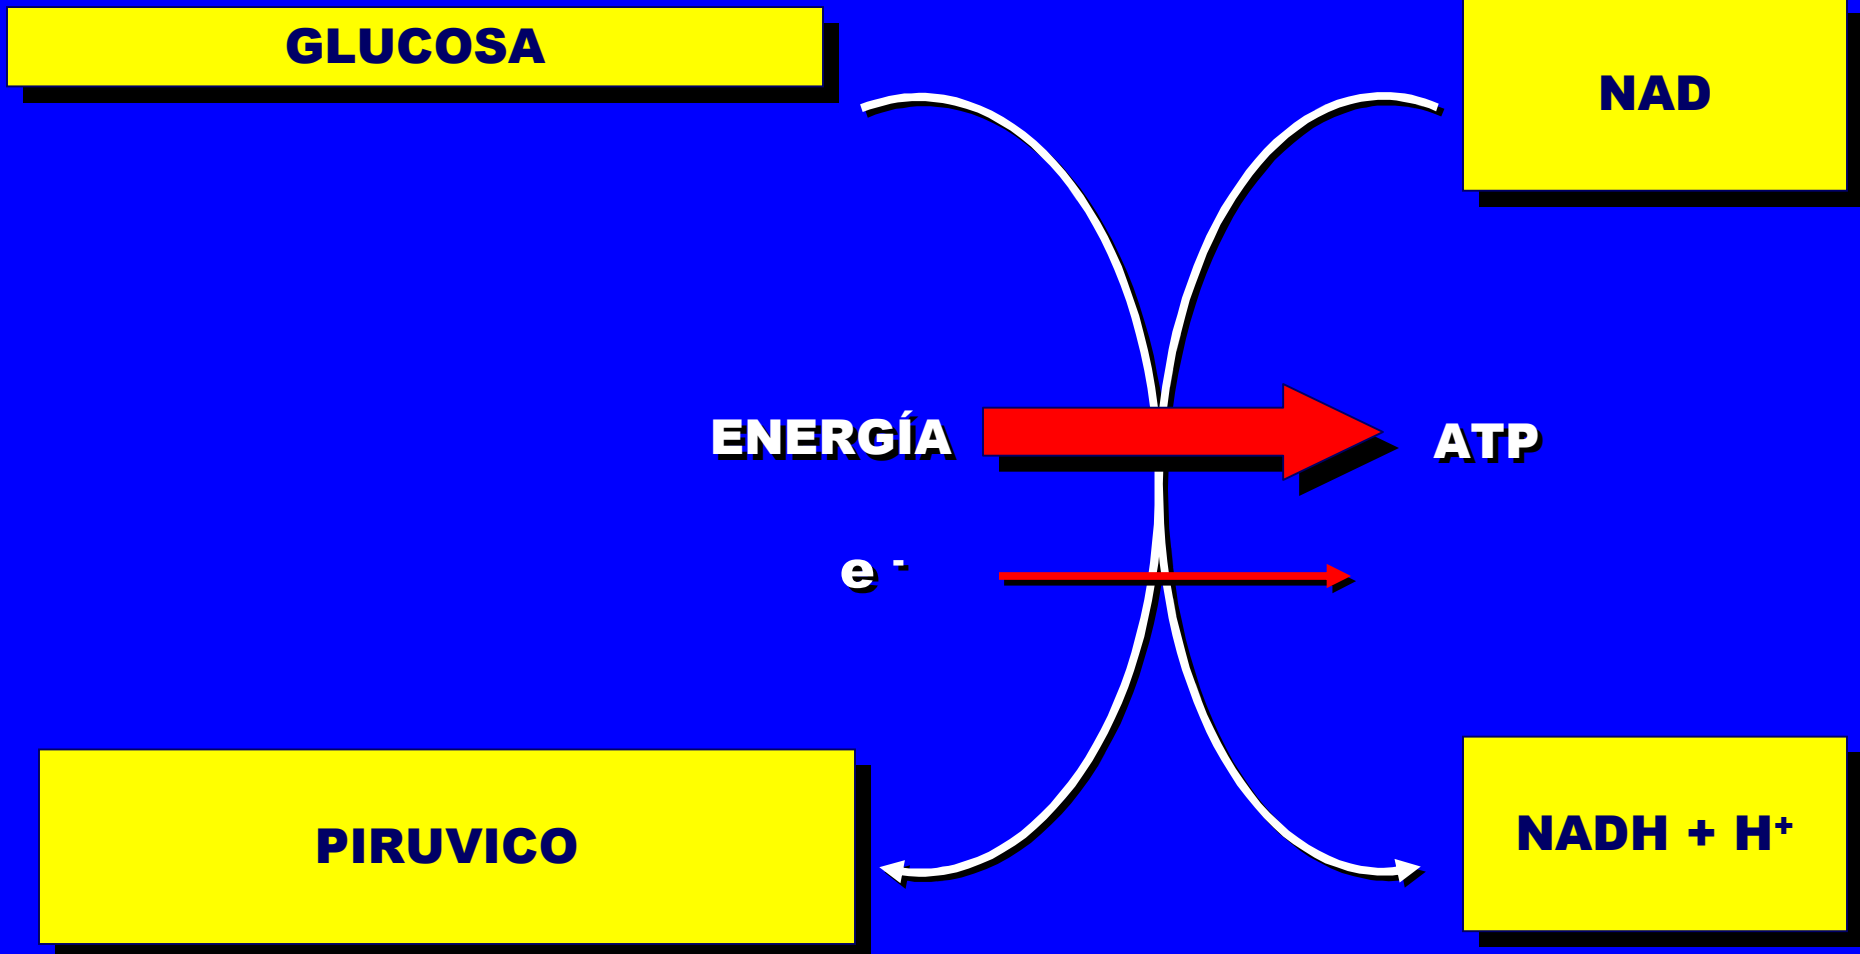 GLUCOSA
NAD
ENERGÍA
ATP
e -
PIRUVICO
NADH + H⁺